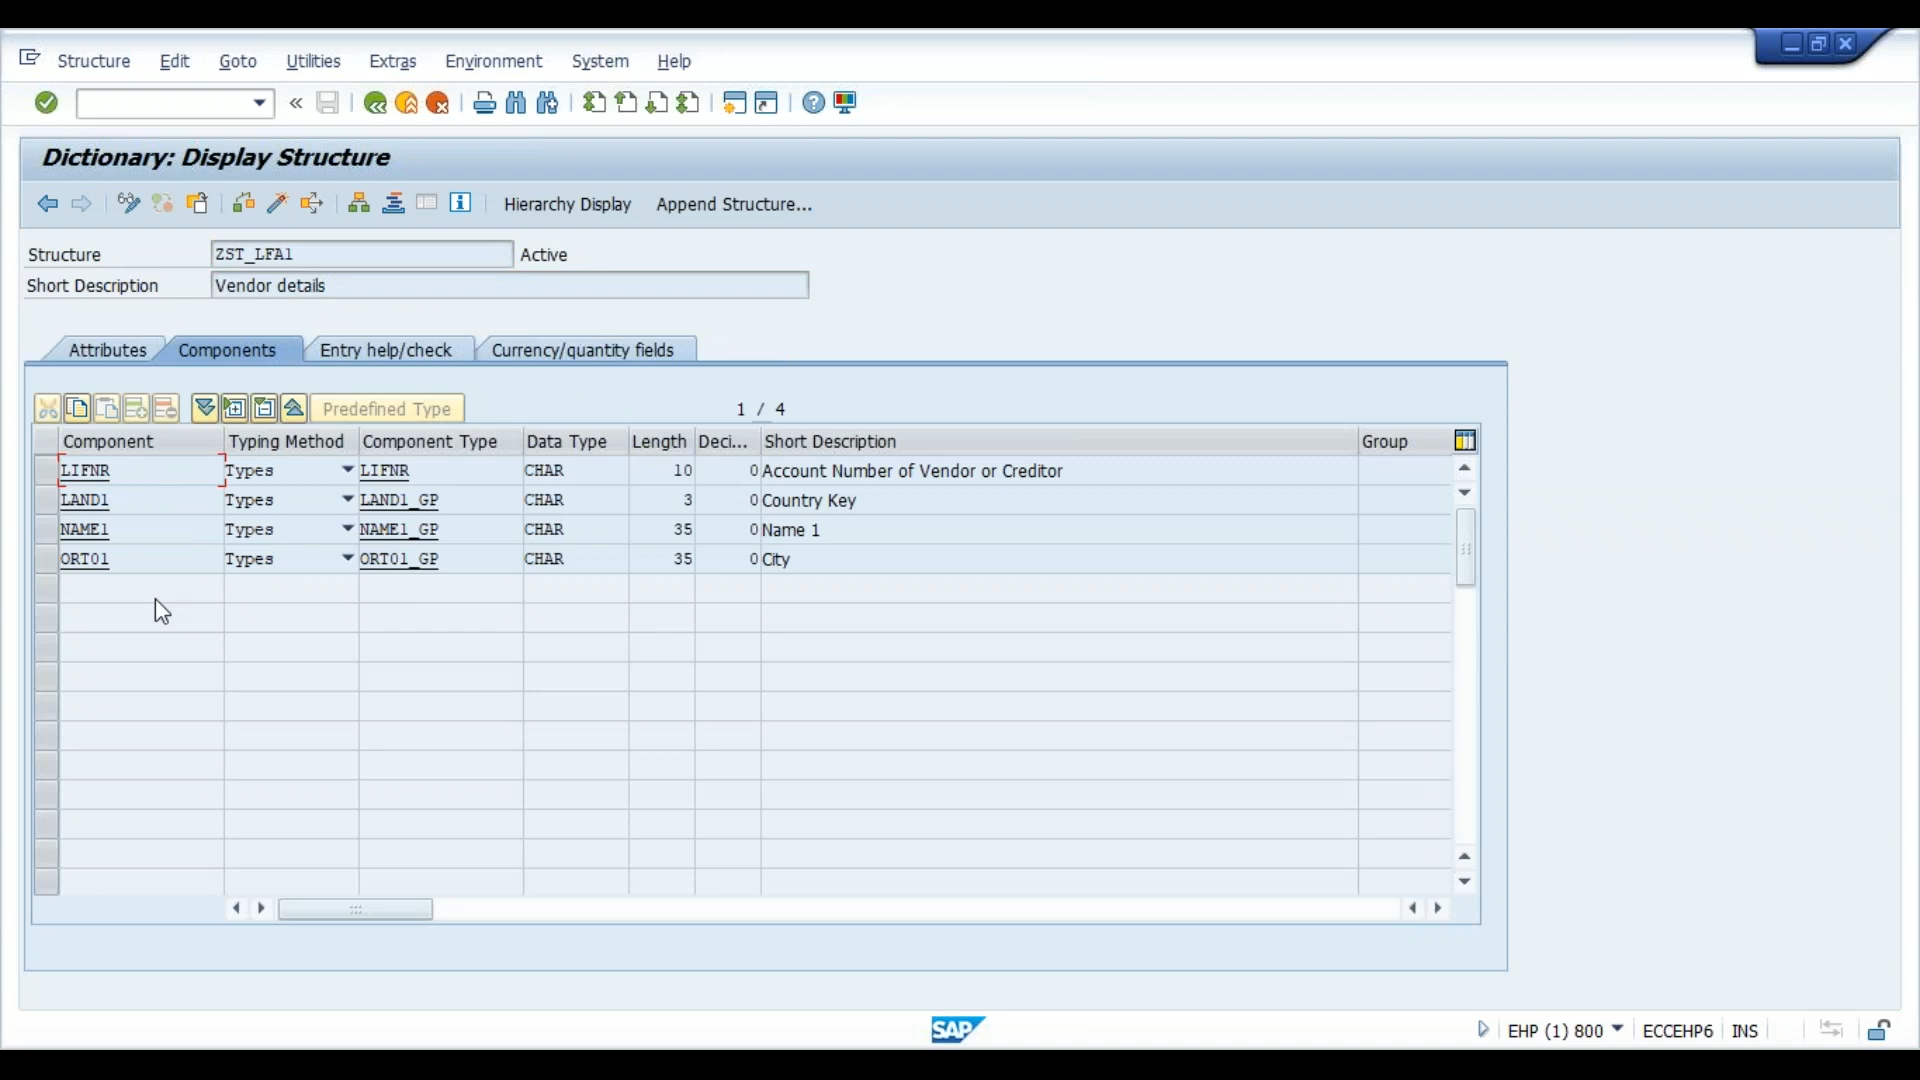 Structure Edit Goto Utilities Extras Environment System Help
Dictionary: Display Structure
Hierarchy Display Append Structure...
Structure ZST_LFA1 Active
Short Description Vendor details
Attributes Components Entry help/check Currency/quantity fields
Predefined Type 1 / 4
Component Typing Method Component Type Data Type Length Deci... Short Description Group
LIFNR Types LIFNR CHAR 10 0 Account Number of Vendor or Creditor
LAND1 Types LAND1_GP CHAR 3 0 Country Key
NAME1 Types NAME1_GP CHAR 35 0 Name 1
ORT01 Types ORT01_GP CHAR 35 0 City
SAP EHP (1) 800 ECCEHP6 INS